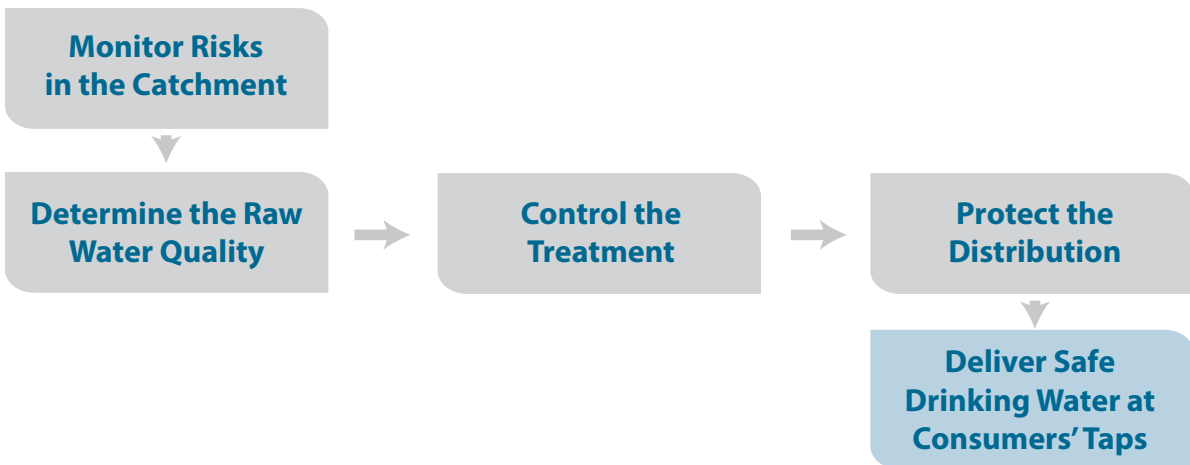 Monitor Risks
in the Catchment
Determine the Raw
Water Quality
Control the
Treatment
Protect the
Distribution
Deliver Safe
Drinking Water at
Consumers’ Taps